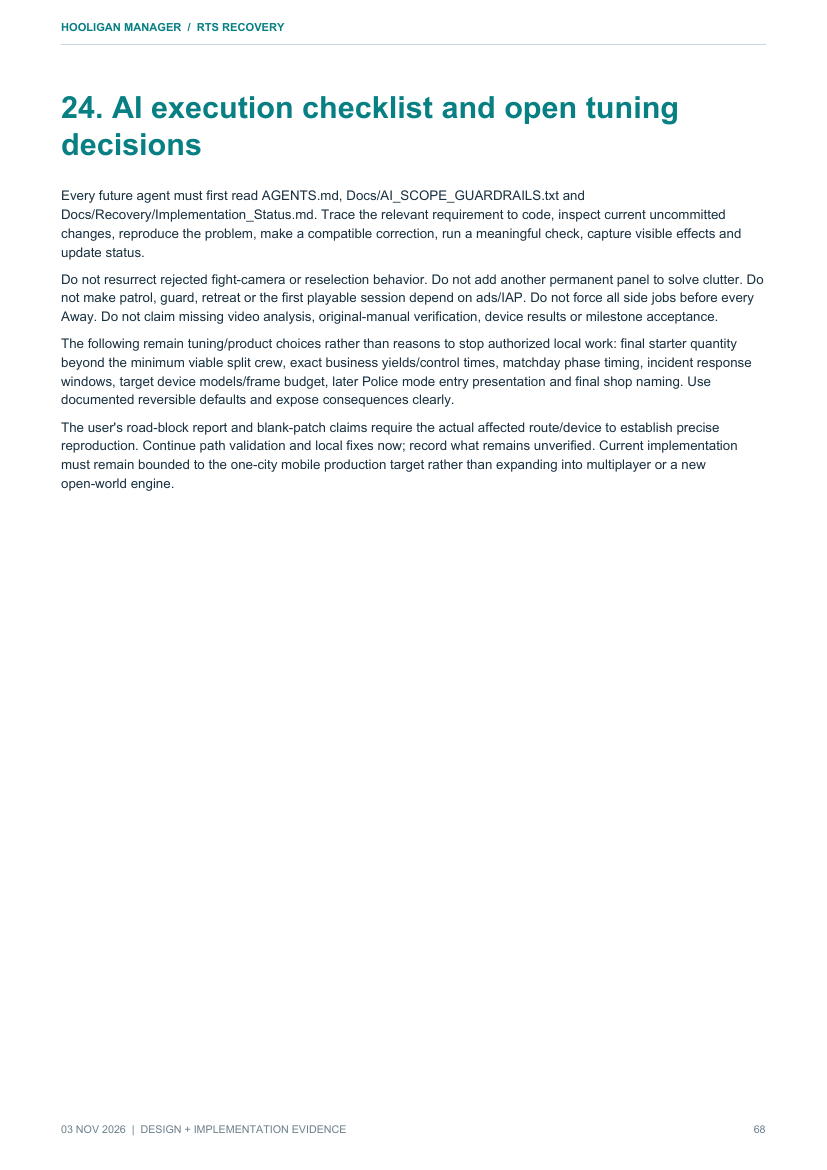 HOOLIGAN MANAGER / RTS RECOVERY
24. AI execution checklist and open tuning
decisions
Every future agent must first read AGENTS.md, Docs/AI_SCOPE_GUARDRAILS.txt and
Docs/Recovery/Implementation_Status.md. Trace the relevant requirement to code, inspect current uncommitted
changes, reproduce the problem, make a compatible correction, run a meaningful check, capture visible effects and
update status.
Do not resurrect rejected fight-camera or reselection behavior. Do not add another permanent panel to solve clutter. Do
not make patrol, guard, retreat or the first playable session depend on ads/IAP. Do not force all side jobs before every
Away. Do not claim missing video analysis, original-manual verification, device results or milestone acceptance.
The following remain tuning/product choices rather than reasons to stop authorized local work: final starter quantity
beyond the minimum viable split crew, exact business yields/control times, matchday phase timing, incident response
windows, target device models/frame budget, later Police mode entry presentation and final shop naming. Use
documented reversible defaults and expose consequences clearly.
The user's road-block report and blank-patch claims require the actual affected route/device to establish precise
reproduction. Continue path validation and local fixes now; record what remains unverified. Current implementation
must remain bounded to the one-city mobile production target rather than expanding into multiplayer or a new
open-world engine.
03 NOV 2026 | DESIGN + IMPLEMENTATION EVIDENCE
68